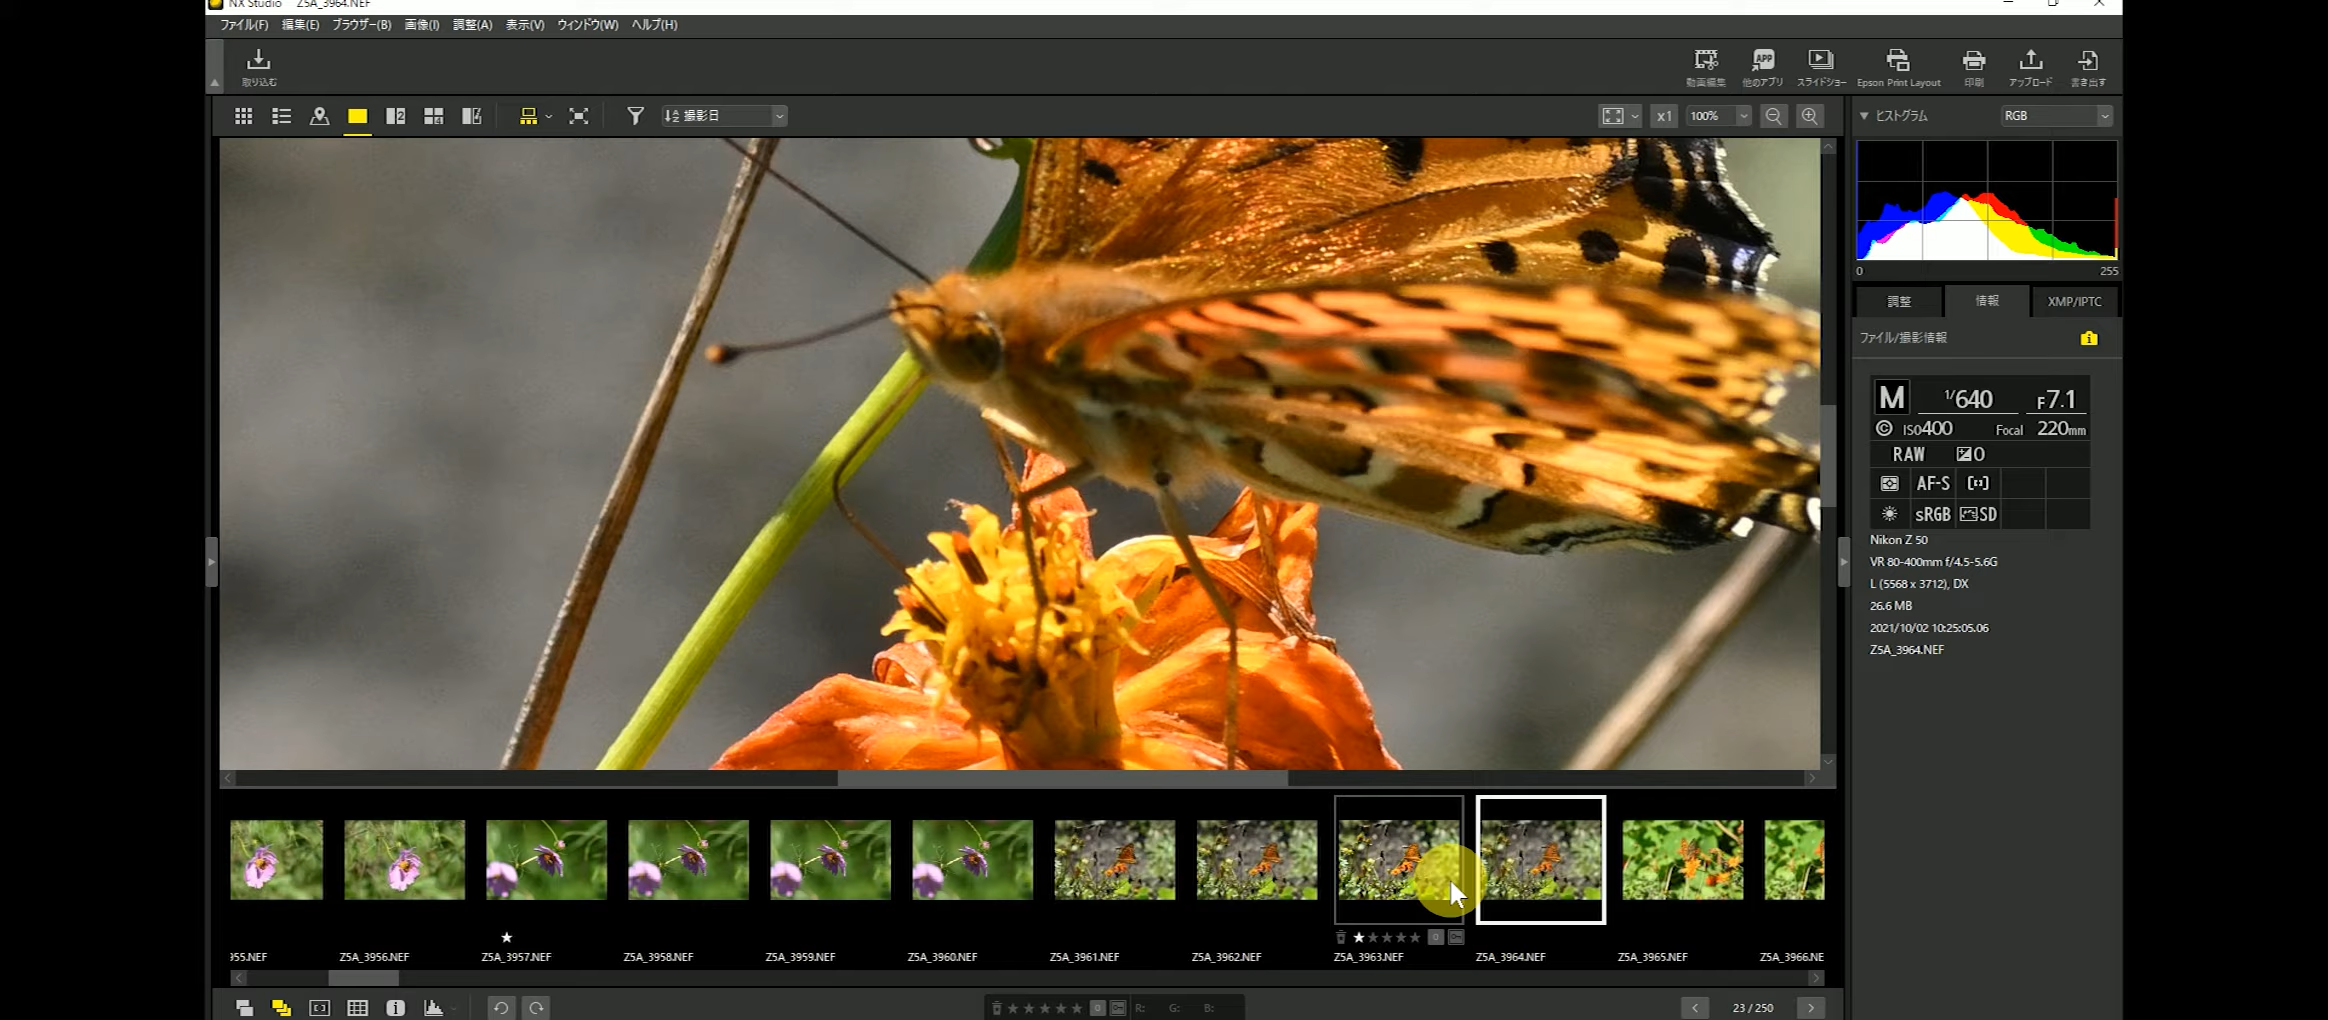 NX Studio Z5A_3964.NEF
ファイル(F) 編集(E) ブラウザー(B) 画像(I) 調整(A) 表示(V) ウィンドウ(W) ヘルプ(H)
取り込む
動画編集 他のアプリ スライドショー Epson Print Layout 印刷 アップロード 書き出す
撮影日
x1 100%
ヒストグラム RGB
0 255
調整 情報 XMP/IPTC
ファイル/撮影情報
M 1/640 F7.1
© ISO400 Focal 220mm
RAW 0
AF-S
sRGB SD
Nikon Z 50
VR 80-400mm f/4.5-5.6G
L (5568 x 3712), DX
26.6 MB
2021/10/02 10:25:05.06
Z5A_3964.NEF
955.NEF Z5A_3956.NEF Z5A_3957.NEF Z5A_3958.NEF Z5A_3959.NEF Z5A_3960.NEF Z5A_3961.NEF Z5A_3962.NEF Z5A_3963.NEF Z5A_3964.NEF Z5A_3965.NEF Z5A_3966.NE
R: G: B:
23 / 250